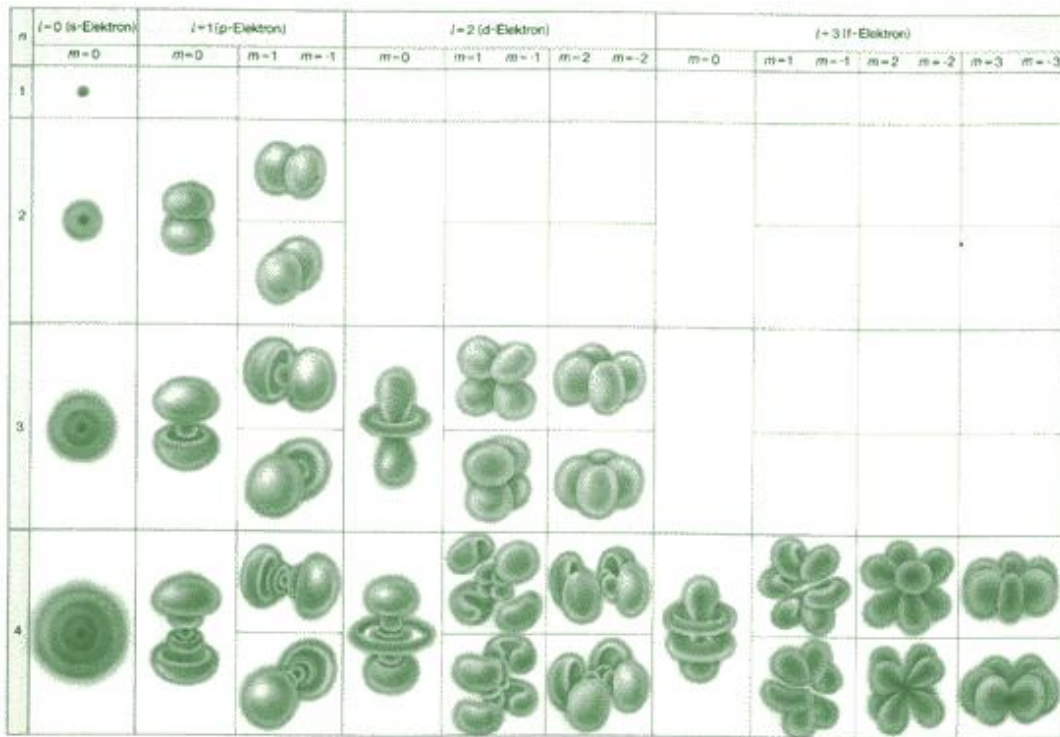 n l=0 (s-Elektron) l=1 (p-Elektron) l=2 (d-Elektron) l=3 (f-Elektron)
m=0 m=0 m=1 m=-1 m=0 m=1 m=-1 m=2 m=-2 m=0 m=1 m=-1 m=2 m=-2 m=3 m=-3
1
2
3
4